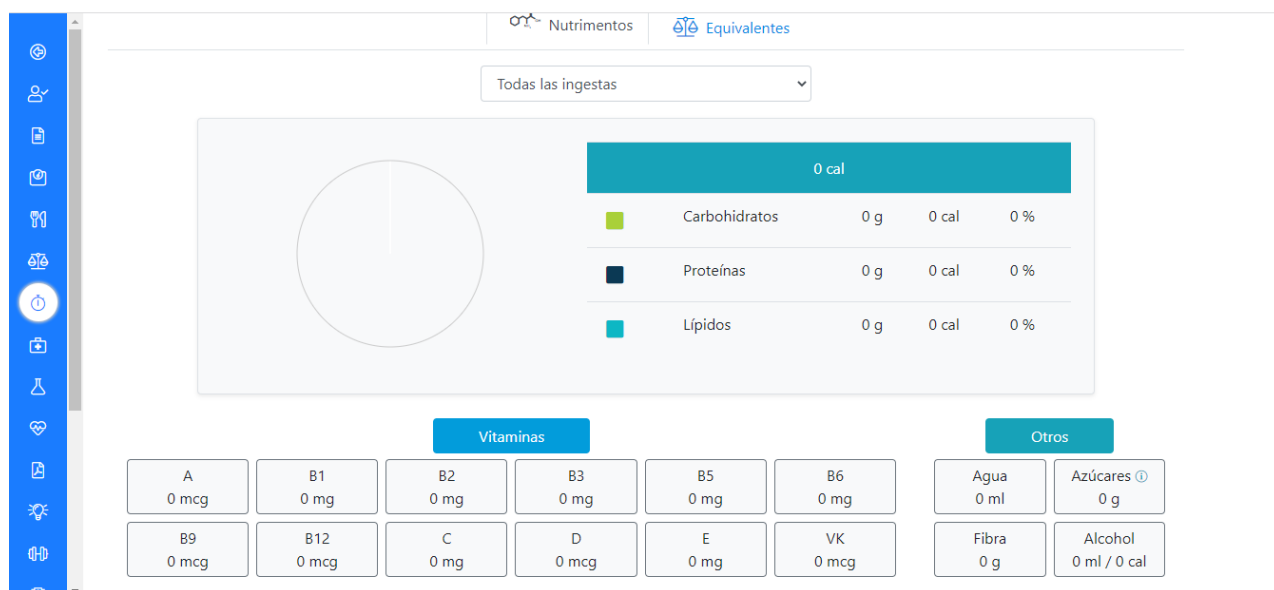 Nutrimentos Equivalentes
Todas las ingestas
0 cal
Carbohidratos 0 g 0 cal 0 %
Proteínas 0 g 0 cal 0 %
Lípidos 0 g 0 cal 0 %
Vitaminas Otros
A B1 B2 B3 B5 B6 Agua Azúcares
0 mcg 0 mg 0 mg 0 mg 0 mg 0 mg 0 ml 0 g
B9 B12 C D E VK Fibra Alcohol
0 mcg 0 mcg 0 mg 0 mcg 0 mg 0 mcg 0 g 0 ml / 0 cal